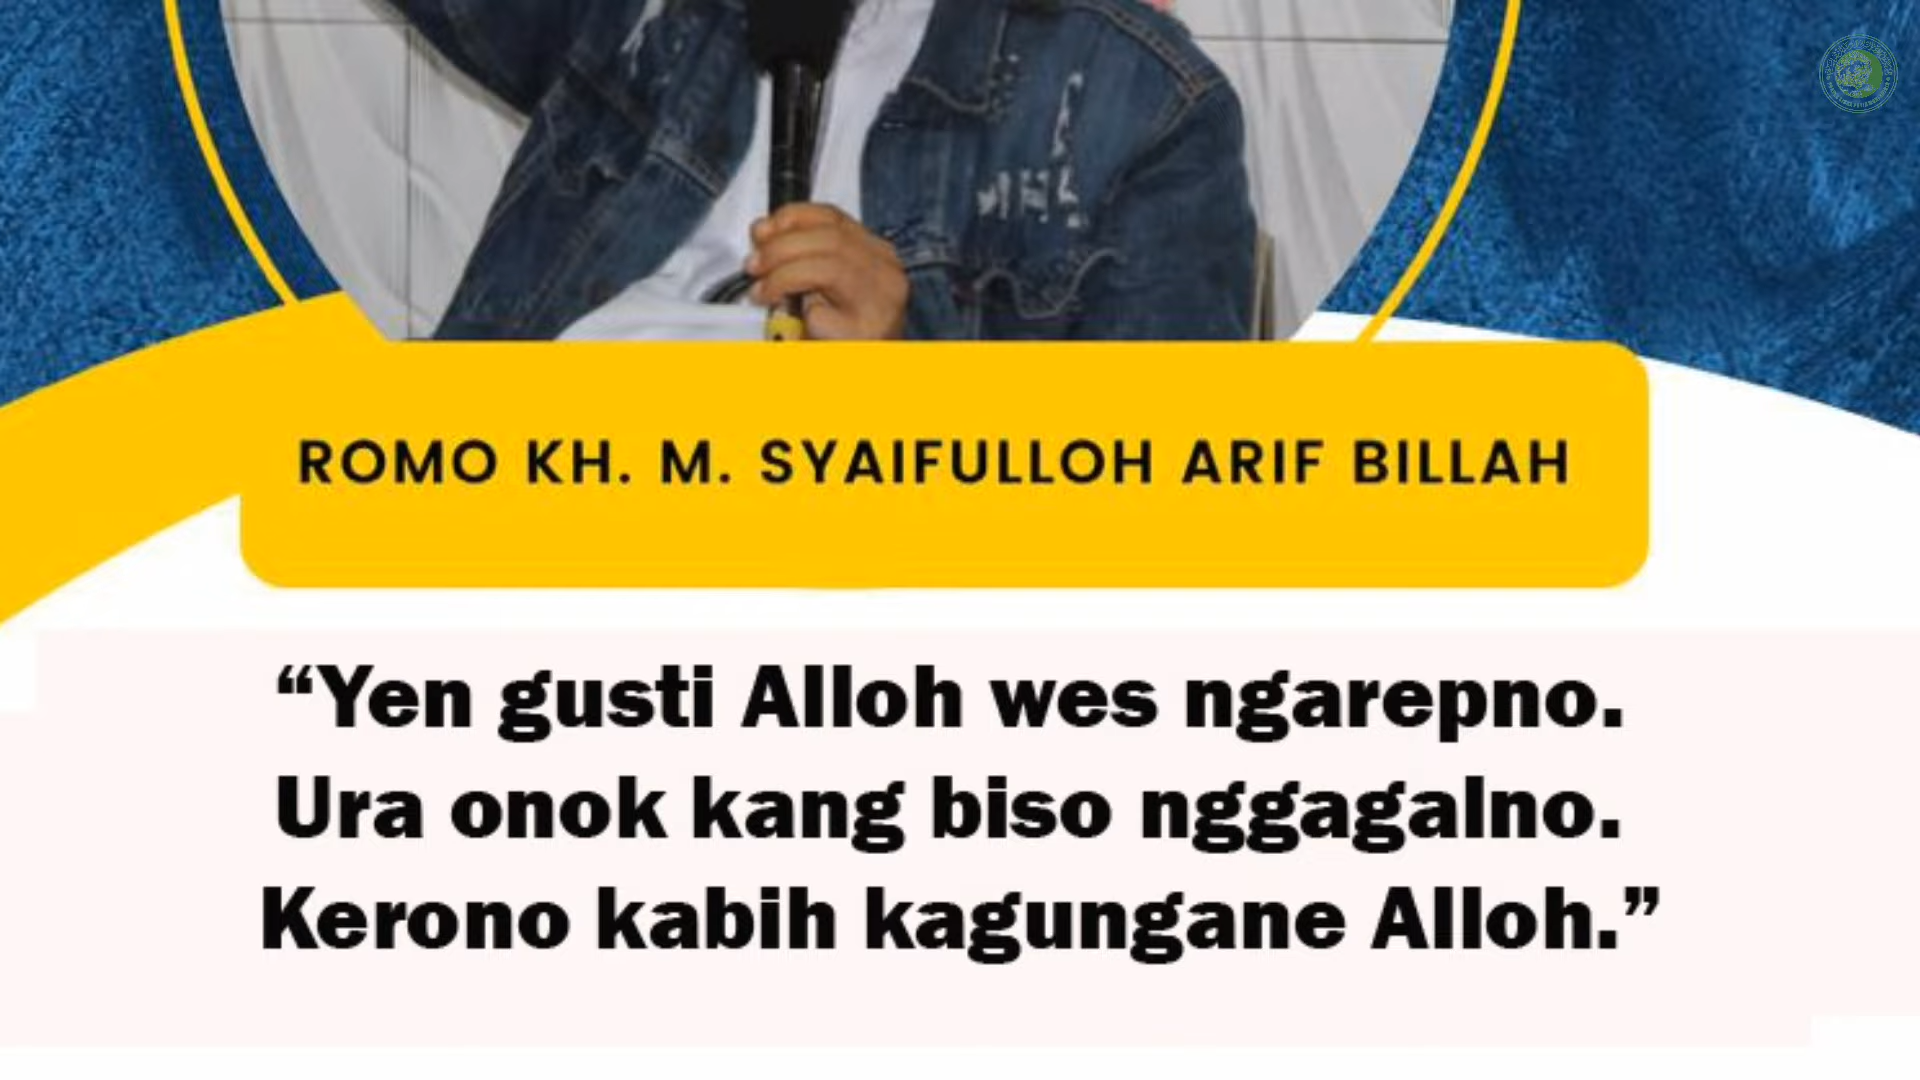 ROMO KH. M. SYAIFULLOH ARIF BILLAH
“Yen gusti Alloh wes ngarepno.
Ura onok kang biso nggagalno.
Kerono kabih kagungane Alloh.”